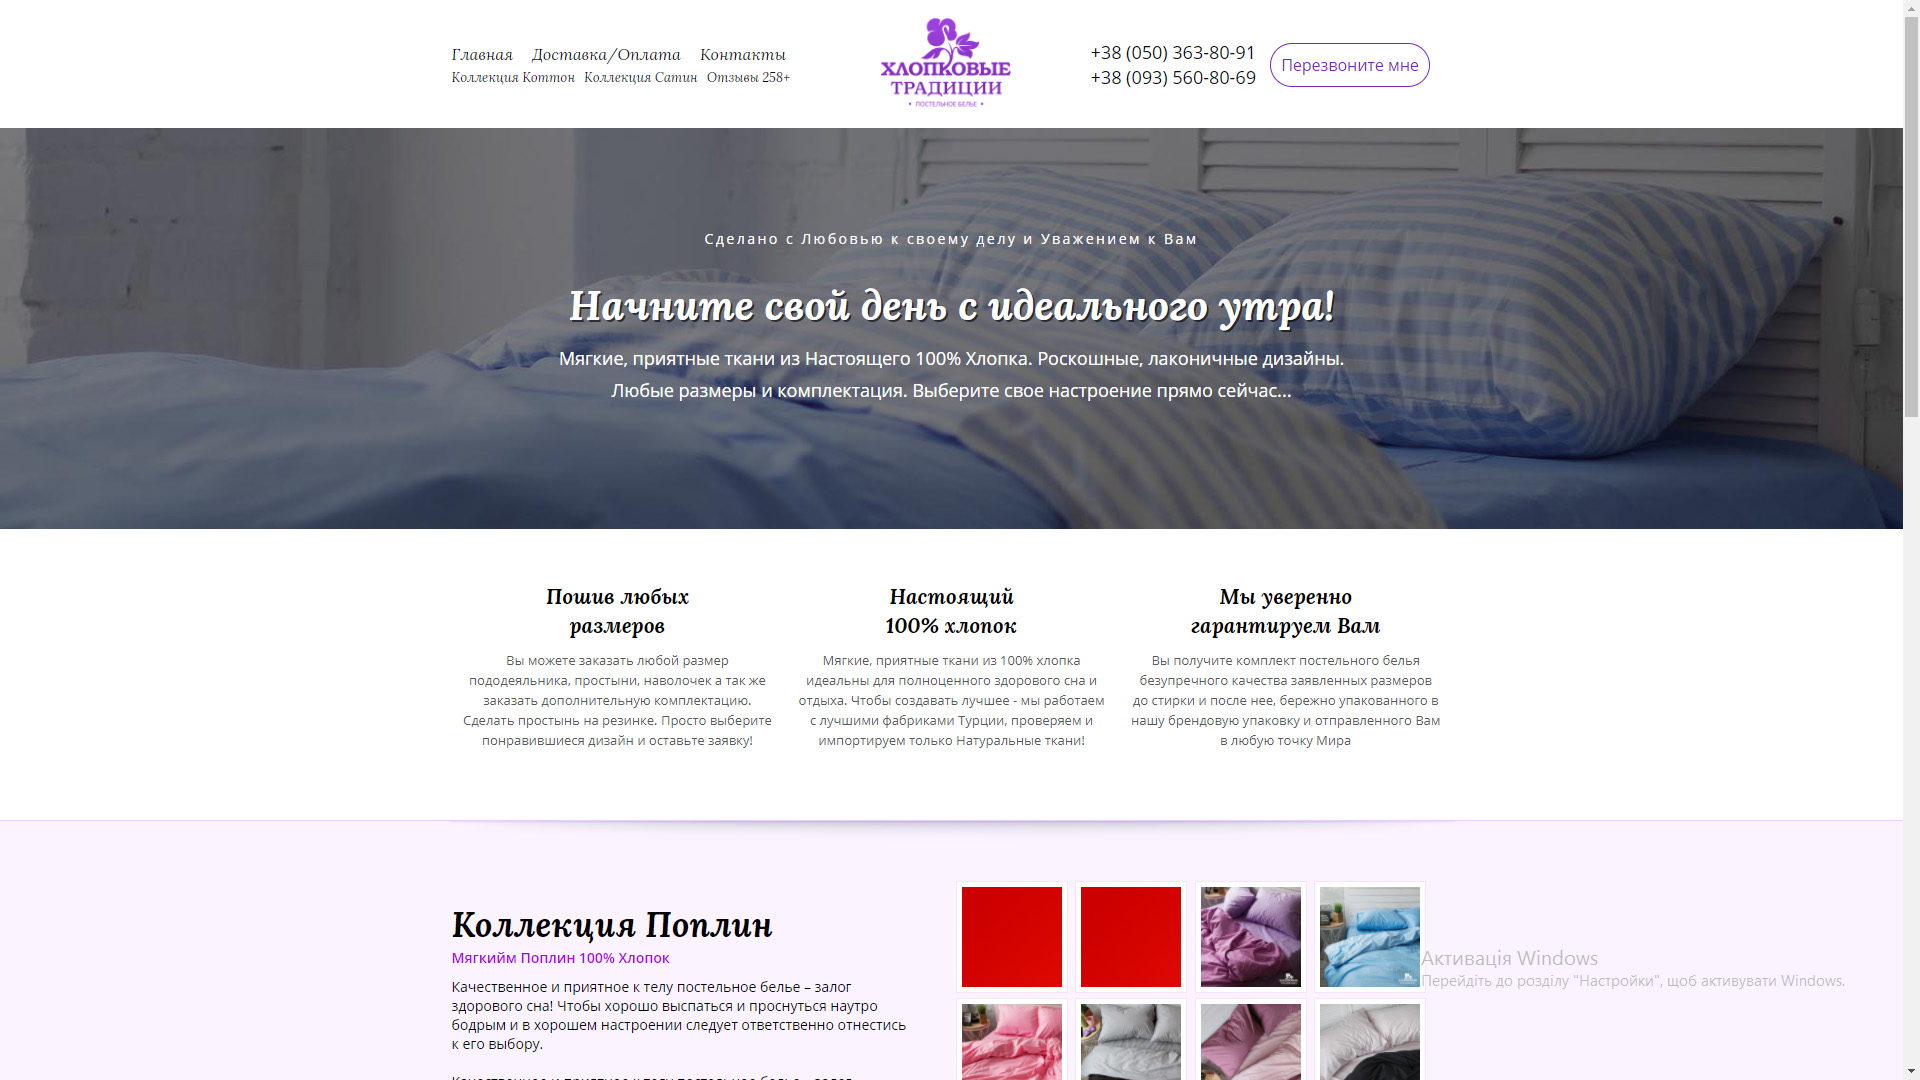 Главная Доставка/Оплата Контакты
Коллекция Коттон Коллекция Сатин Отзывы 258+
ХЛОПКОВЫЕ
ТРАДИЦИИ
• ПОСТЕЛЬНОЕ БЕЛЬЕ •
+38 (050) 363-80-91
+38 (093) 560-80-69
Перезвоните мне
Сделано с Любовью к своему делу и Уважением к Вам
Начните свой день с идеального утра!
Мягкие, приятные ткани из Настоящего 100% Хлопка. Роскошные, лаконичные дизайны.
Любые размеры и комплектация. Выберите свое настроение прямо сейчас...
Пошив любых
размеров
Вы можете заказать любой размер
пододеяльника, простыни, наволочек а так же
заказать дополнительную комплектацию.
Сделать простынь на резинке. Просто выберите
понравившиеся дизайн и оставьте заявку!
Настоящий
100% хлопок
Мягкие, приятные ткани из 100% хлопка
идеальны для полноценного здорового сна и
отдыха. Чтобы создавать лучшее - мы работаем
с лучшими фабриками Турции, проверяем и
импортируем только Натуральные ткани!
Мы уверенно
гарантируем Вам
Вы получите комплект постельного белья
безупречного качества заявленных размеров
до стирки и после нее, бережно упакованного в
нашу брендовую упаковку и отправленного Вам
в любую точку Мира
Коллекция Поплин
Мягкийм Поплин 100% Хлопок
Качественное и приятное к телу постельное белье – залог
здорового сна! Чтобы хорошо выспаться и проснуться наутро
бодрым и в хорошем настроении следует ответственно отнестись
к его выбору.
Качественное и приятное к телу постельное белье – залог
Активація Windows
Перейдіть до розділу "Настройки", щоб активувати Windows.